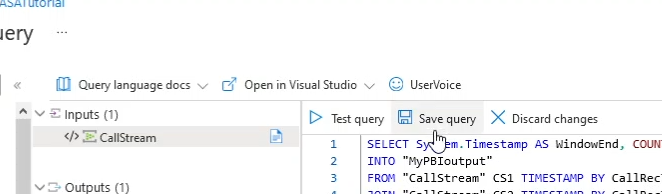 ASATutorial
uery ...
Query language docs
Open in Visual Studio
UserVoice
Inputs (1)
CallStream
Outputs (1)
Test query
Save query
Discard changes
1 SELECT System.Timestamp AS WindowEnd, COUN
2 INTO "MyPBIoutput"
3 FROM "CallStream" CS1 TIMESTAMP BY CallRec
4 JOIN "CallStream" CS2 TIMESTAMP BY CallRec